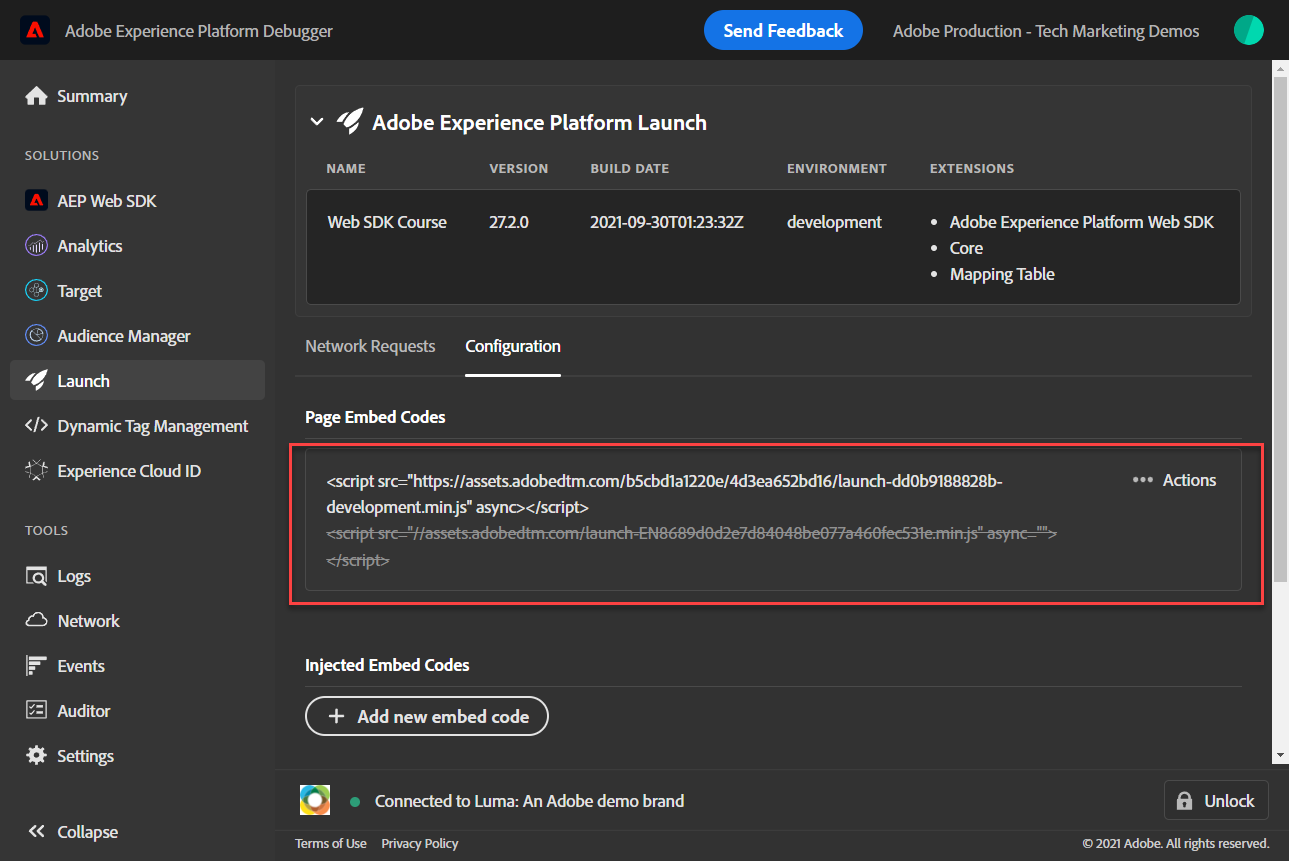 Adobe Experience Platform Debugger
Send Feedback
Adobe Production - Tech Marketing Demos
Summary
SOLUTIONS
AEP Web SDK
Analytics
Target
Audience Manager
Launch
Dynamic Tag Management
Experience Cloud ID
TOOLS
Logs
Network
Events
Auditor
Settings
Collapse
Adobe Experience Platform Launch
NAME VERSION BUILD DATE ENVIRONMENT EXTENSIONS
Web SDK Course 27.2.0 2021-09-30T01:23:32Z development • Adobe Experience Platform Web SDK
• Core
• Mapping Table
Network Requests Configuration
Page Embed Codes
<script src="https://assets.adobedtm.com/b5cbd1a1220e/4d3ea652bd16/launch-dd0b9188828b-
development.min.js" async></script>
<script src="//assets.adobedtm.com/launch-EN8689d0d2e7d84048be077a460fec531e.min.js" async="">
</script>
••• Actions
Injected Embed Codes
+ Add new embed code
Connected to Luma: An Adobe demo brand
Unlock
Terms of Use Privacy Policy
© 2021 Adobe. All rights reserved.